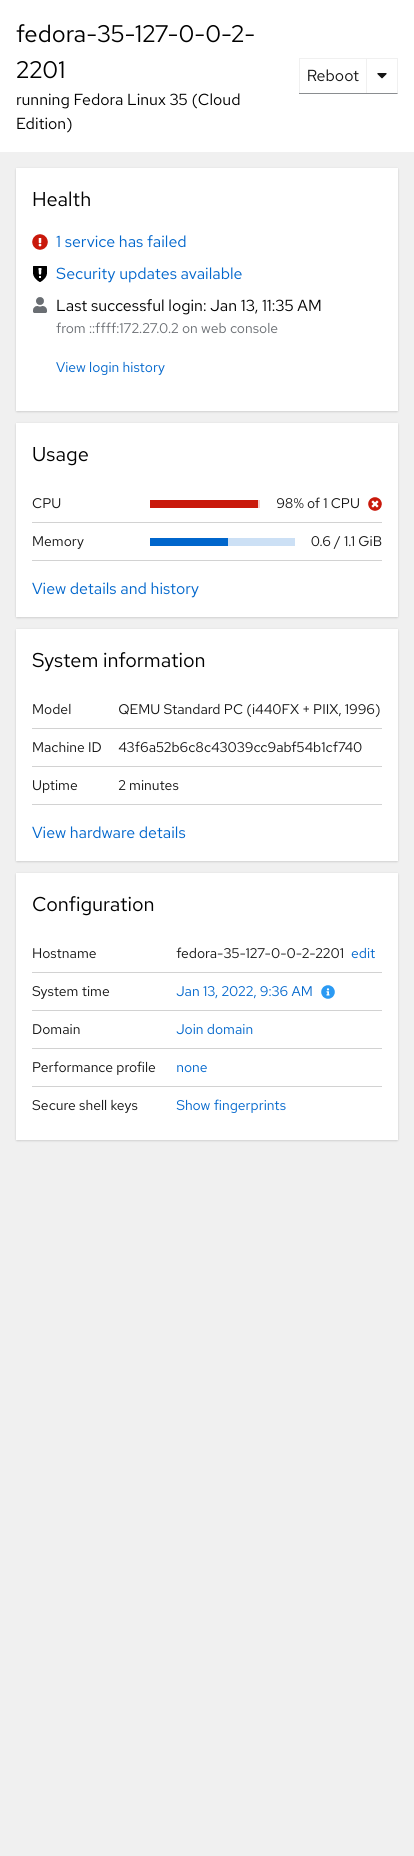 fedora-35-127-0-0-2-
2201
running Fedora Linux 35 (Cloud
Edition)
Reboot
Health
1 service has failed
Security updates available
Last successful login: Jan 13, 11:35 AM
from ::ffff:172.27.0.2 on web console
View login history
Usage
CPU 98% of 1 CPU
Memory 0.6 / 1.1 GiB
View details and history
System information
Model QEMU Standard PC (i440FX + PIIX, 1996)
Machine ID 43f6a52b6c8c43039cc9abf54b1cf740
Uptime 2 minutes
View hardware details
Configuration
Hostname fedora-35-127-0-0-2-2201 edit
System time Jan 13, 2022, 9:36 AM
Domain Join domain
Performance profile none
Secure shell keys Show fingerprints